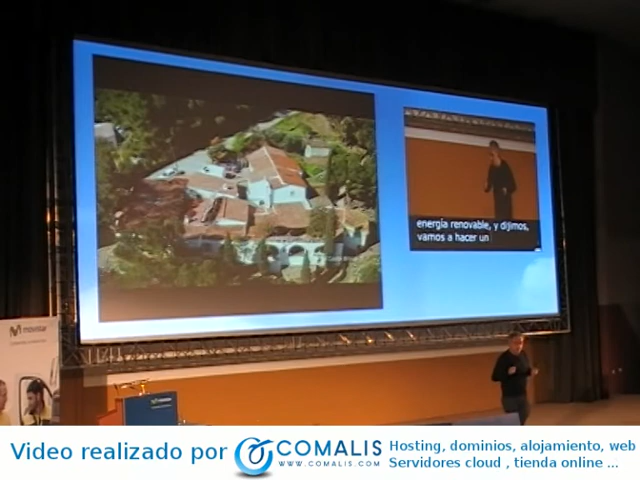 energía renovable, y dijimos,
vamos a hacer un
movistar
movistar
Video realizado por
COMALIS
WWW.COMALIS.COM
Hosting, dominios, alojamiento, web
Servidores cloud , tienda online ...